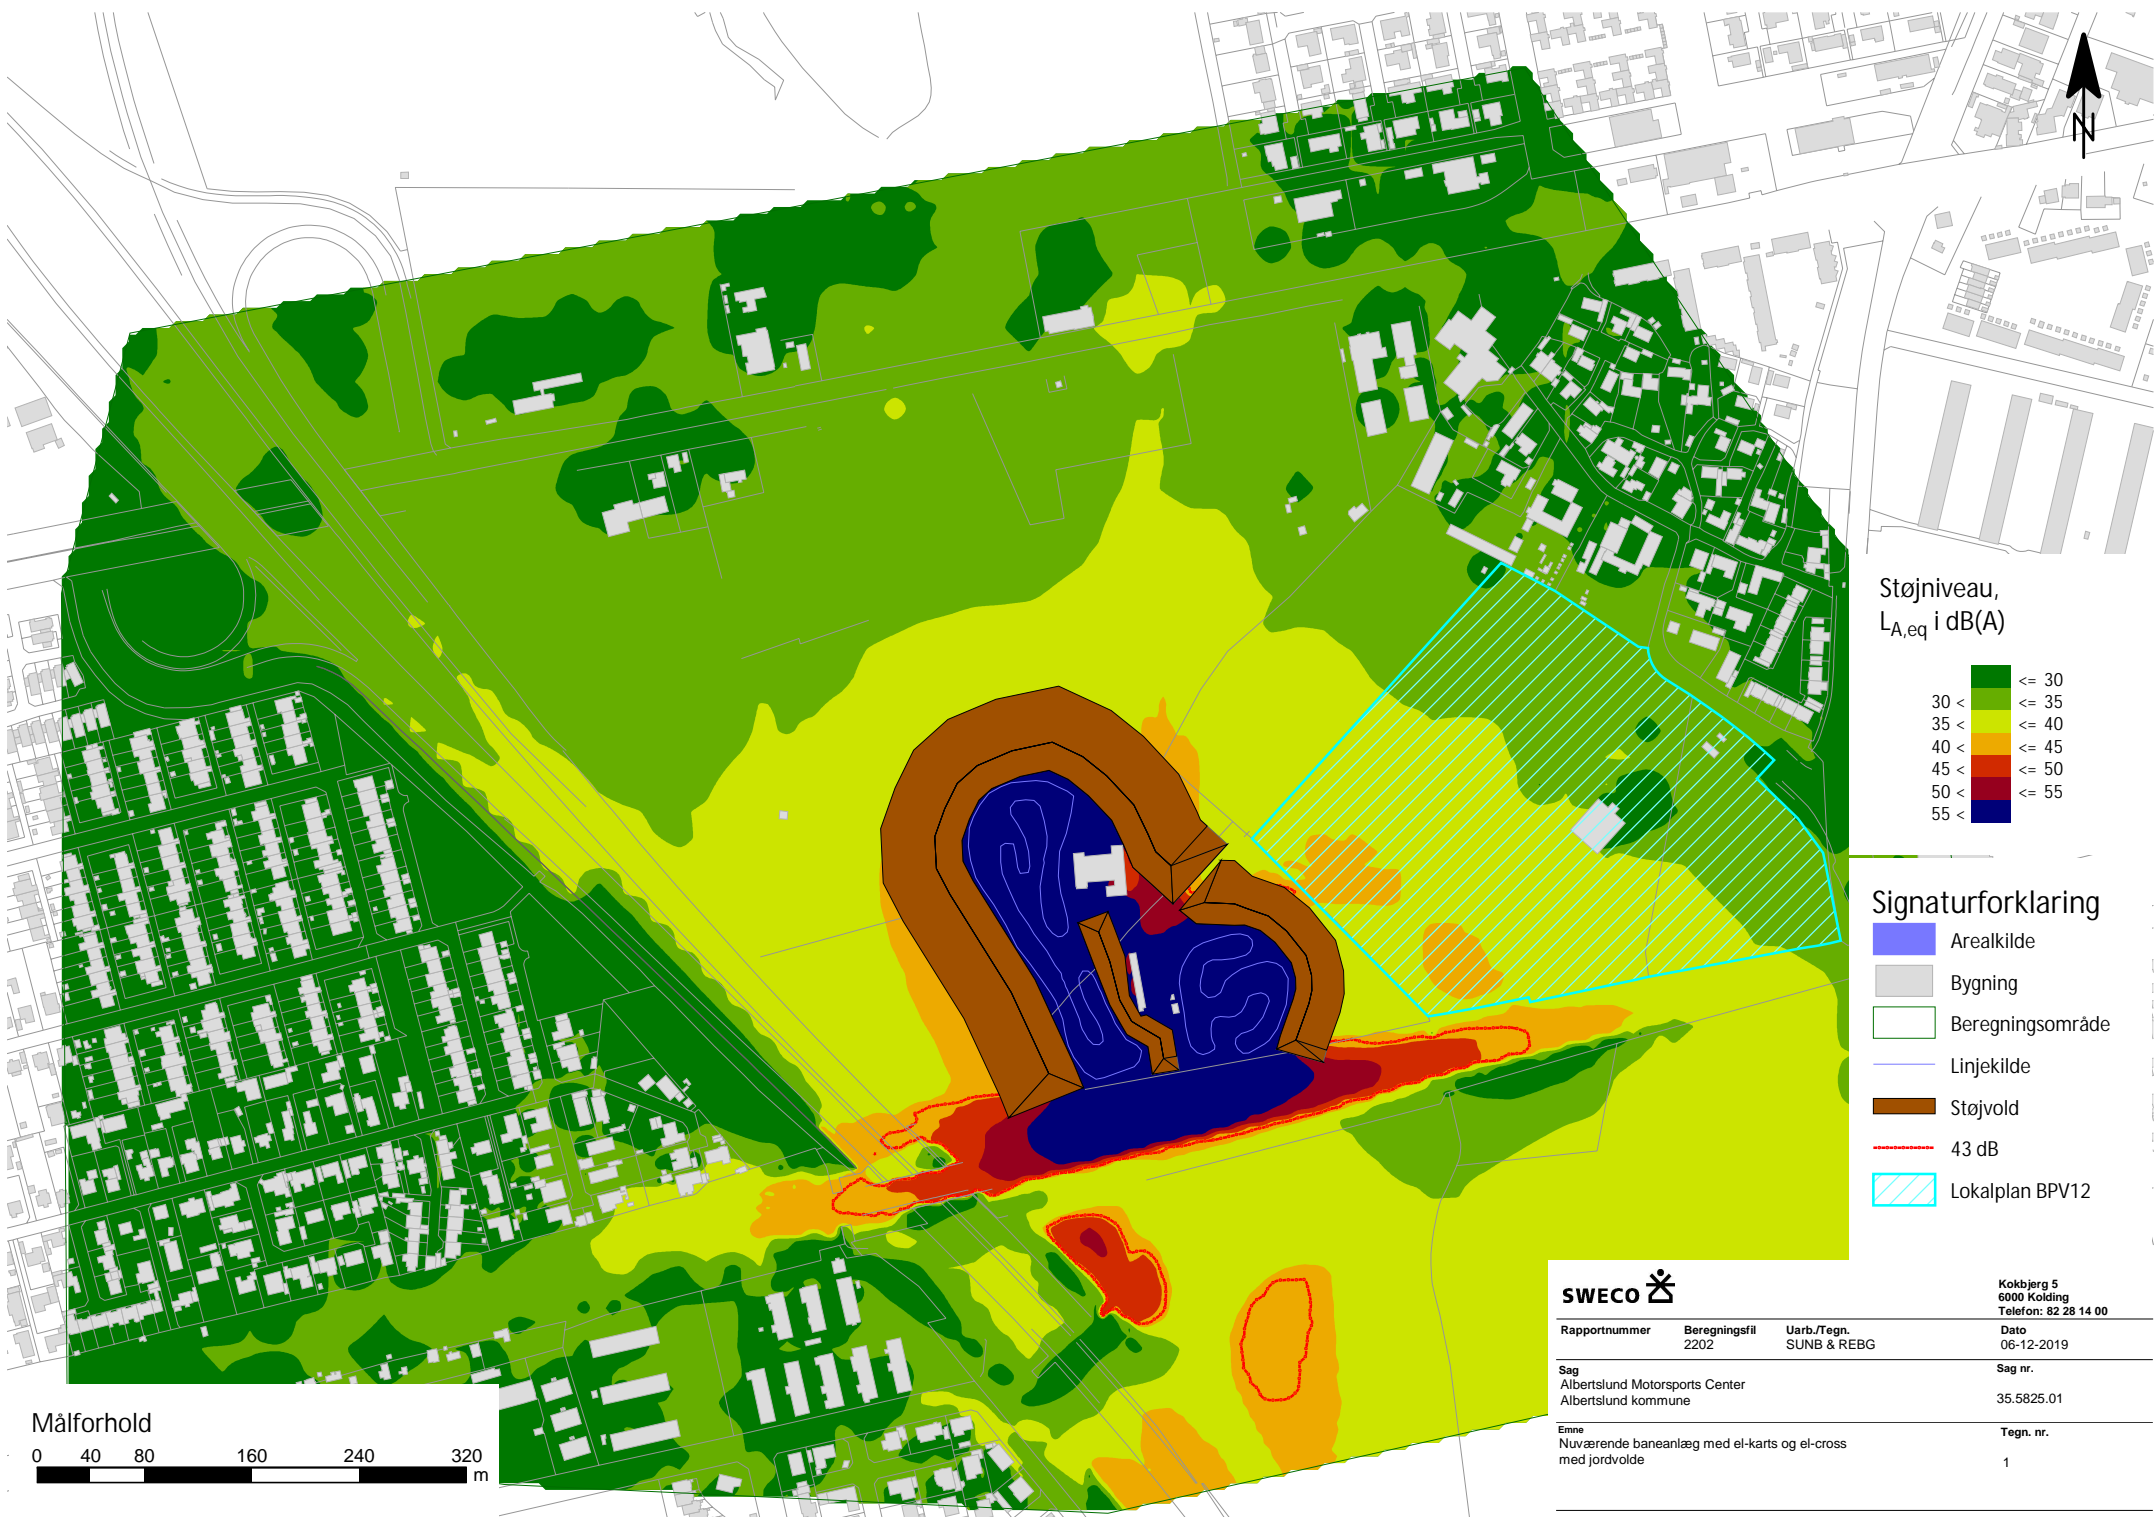 N
Støjniveau,
LA,eq i dB(A)
<= 30
30 < <= 35
35 < <= 40
40 < <= 45
45 < <= 50
50 < <= 55
55 <
Signaturforklaring
Arealkilde
Bygning
Beregningsområde
Linjekilde
Støjvold
43 dB
Lokalplan BPV12
Målforhold
0 40 80 160 240 320
m
SWECO
Kokbjerg 5
6000 Kolding
Telefon: 82 28 14 00
Rapportnummer Beregningsfil Uarb./Tegn. Dato
2202 SUNB & REBG 06-12-2019
Sag Sag nr.
Albertslund Motorsports Center
Albertslund kommune 35.5825.01
Emne Tegn. nr.
Nuværende baneanlæg med el-karts og el-cross
med jordvolde 1